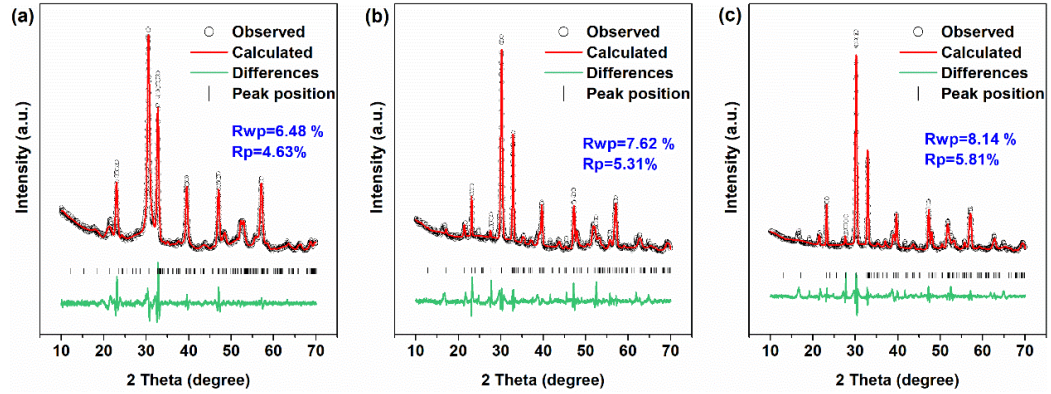 (a)
Observed
Calculated
Differences
Peak position
Rwp=6.48 %
Rp=4.63%
Intensity (a.u.)
10 20 30 40 50 60 70
2 Theta (degree)
(b)
Observed
Calculated
Differences
Peak position
Rwp=7.62 %
Rp=5.31%
Intensity (a.u.)
10 20 30 40 50 60 70
2 Theta (degree)
(c)
Observed
Calculated
Differences
Peak position
Rwp=8.14 %
Rp=5.81%
Intensity (a.u.)
10 20 30 40 50 60 70
2 Theta (degree)